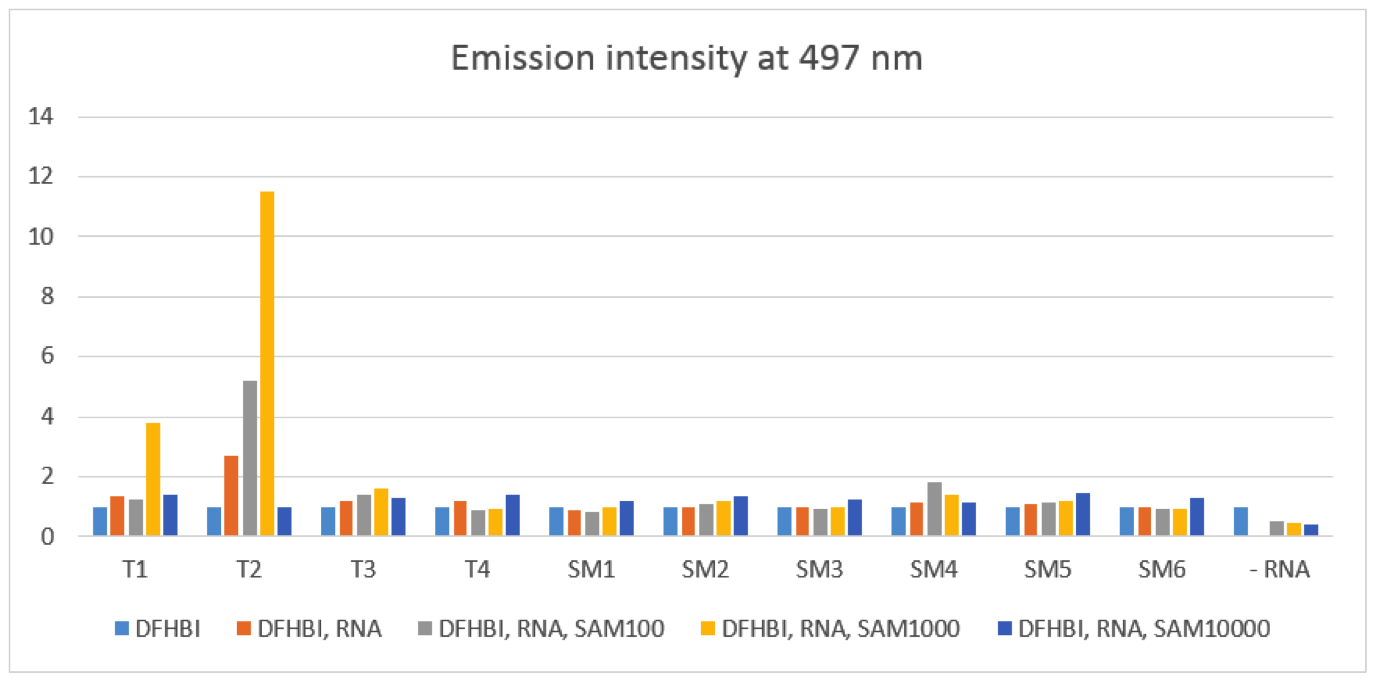 Emission intensity at 497 nm
14
12
10
8
6
4
2
0
T1 T2 T3 T4 SM1 SM2 SM3 SM4 SM5 SM6 - RNA
DFHBI DFHBI, RNA DFHBI, RNA, SAM100 DFHBI, RNA, SAM1000 DFHBI, RNA, SAM10000